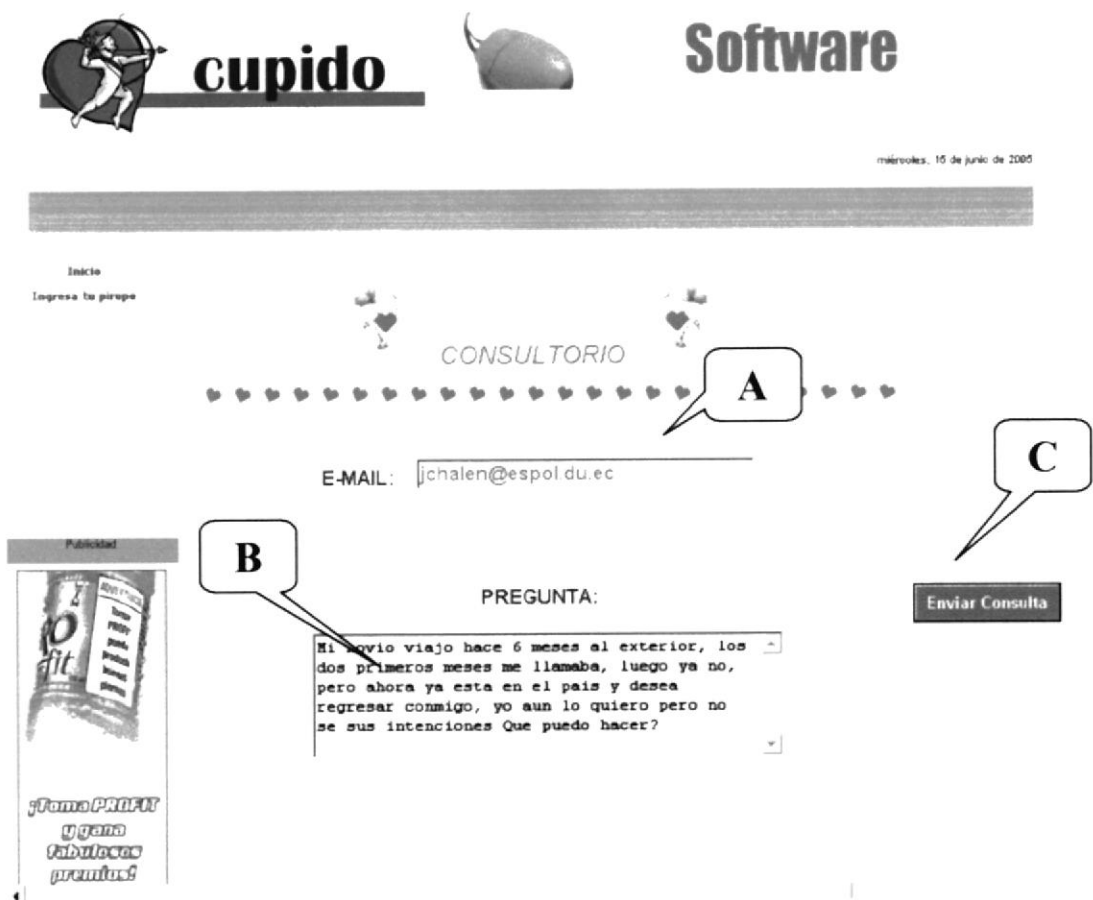 cupido
Software
miércoles, 15 de junio de 2005
Inicio
Ingresa tu piropo
CONSULTORIO
A
E-MAIL: jchalen@espol.du.ec
C
Publicidad
B
PREGUNTA:
Enviar Consulta
Mi novio viajo hace 6 meses al exterior, los
dos primeros meses me llamaba, luego ya no,
pero ahora ya esta en el pais y desea
regresar conmigo, yo aun lo quiero pero no
se sus intenciones Que puedo hacer?
¡Toma PROFIT
y gana
fabulosos
premios!